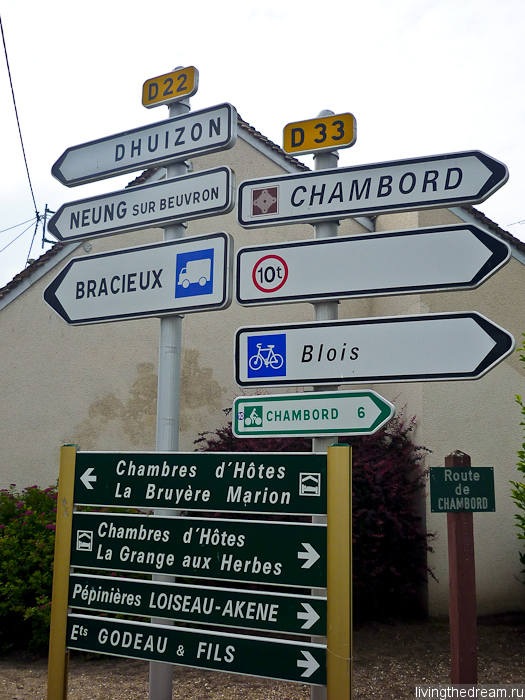 D22
DHUIZON
NEUNG SUR BEUVRON
BRACIEUX
D 33
CHAMBORD
10t
Blois
CHAMBORD 6
Chambres d'Hôtes
La Bruyère Marion
Chambres d'Hôtes
La Grange aux Herbes
Pépinières LOISEAU-AKENE
Ets GODEAU & FILS
Route
de
CHAMBORD
livingthedream.ru